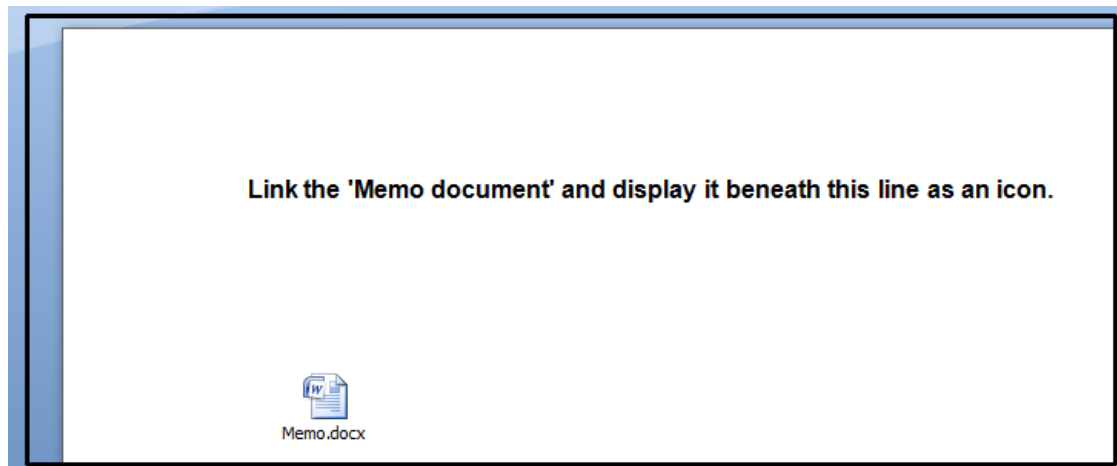 Link the 'Memo document' and display it beneath this line as an icon.
W
Memo.docx